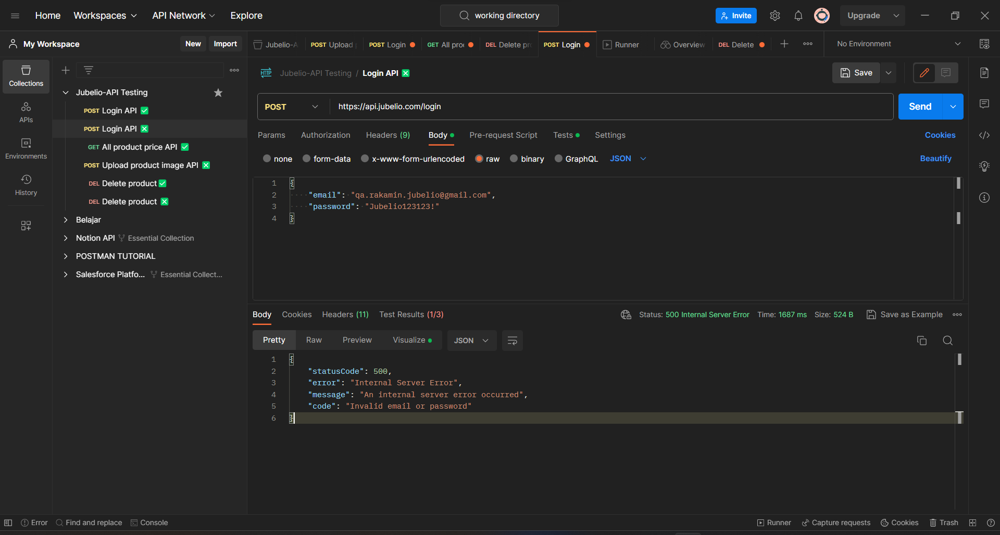 Home Workspaces API Network Explore working directory Invite Upgrade
My Workspace New Import Jubelio-A POST Upload POST Login GET All proc DEL Delete pro POST Login Runner Overview DEL Delete No Environment
Collections
APIs
Environments
History
Jubelio-API Testing
POST Login API
POST Login API
GET All product price API
POST Upload product image API
DEL Delete product
DEL Delete product
Belajar
Notion API Essential Collection
POSTMAN TUTORIAL
Salesforce Platfo... Essential Collect...
HTTP Jubelio-API Testing / Login API Save
POST https://api.jubelio.com/login Send
Params Authorization Headers (9) Body Pre-request Script Tests Settings Cookies
none form-data x-www-form-urlencoded raw binary GraphQL JSON Beautify
1 {
2 "email": "qa.rakamin.jubelio@gmail.com",
3 "password": "Jubelio123123!"
4 }
Body Cookies Headers (11) Test Results (1/3) Status: 500 Internal Server Error Time: 1687 ms Size: 524 B Save as Example
Pretty Raw Preview Visualize JSON
1 {
2 "statusCode": 500,
3 "error": "Internal Server Error",
4 "message": "An internal server error occurred",
5 "code": "Invalid email or password"
6 }
Error Find and replace Console Runner Capture requests Cookies Trash